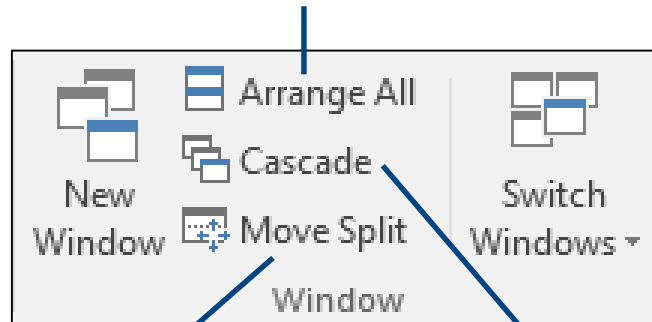 New
Window
Arrange All
Cascade
Move Split
Switch
Windows
Window